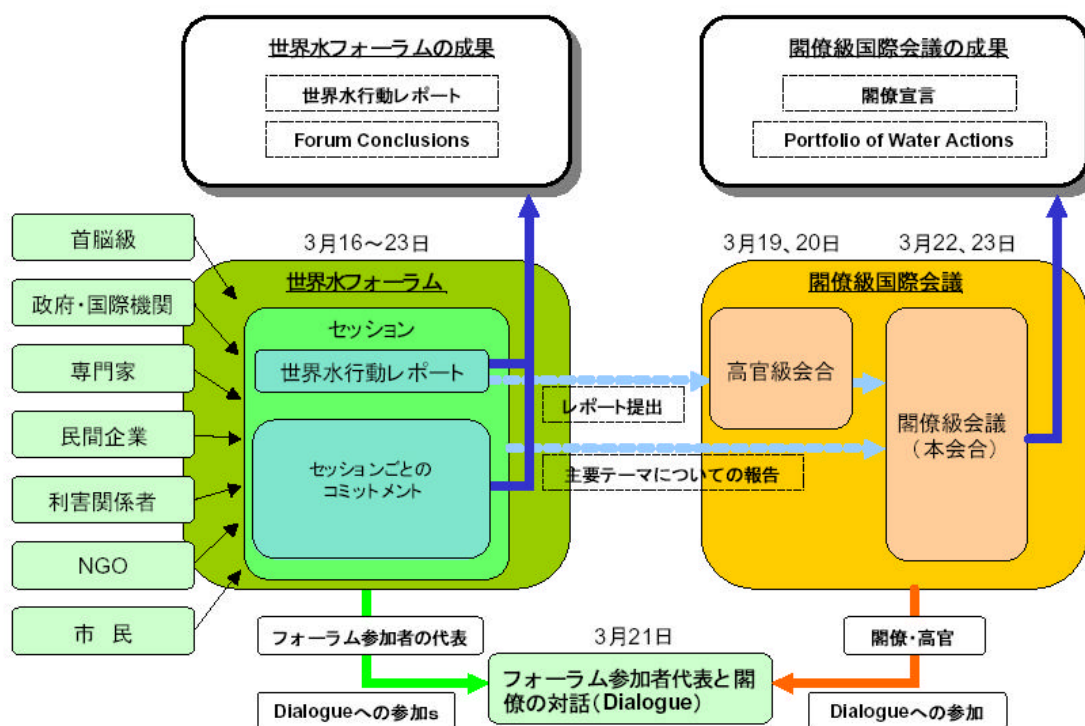 世界水フォーラムの成果
世界水行動レポート
Forum Conclusions
閣僚級国際会議の成果
閣僚宣言
Portfolio of Water Actions
首脳級
政府・国際機関
専門家
民間企業
利害関係者
NGO
市 民
3月16～23日
世界水フォーラム
セッション
世界水行動レポート
セッションごとの
コミットメント
レポート提出
主要テーマについての報告
3月19、20日
3月22、23日
閣僚級国際会議
高官級会合
閣僚級会議
（本会合）
フォーラム参加者の代表
Dialogueへの参加s
3月21日
フォーラム参加者代表と閣
僚の対話（Dialogue）
閣僚・高官
Dialogueへの参加